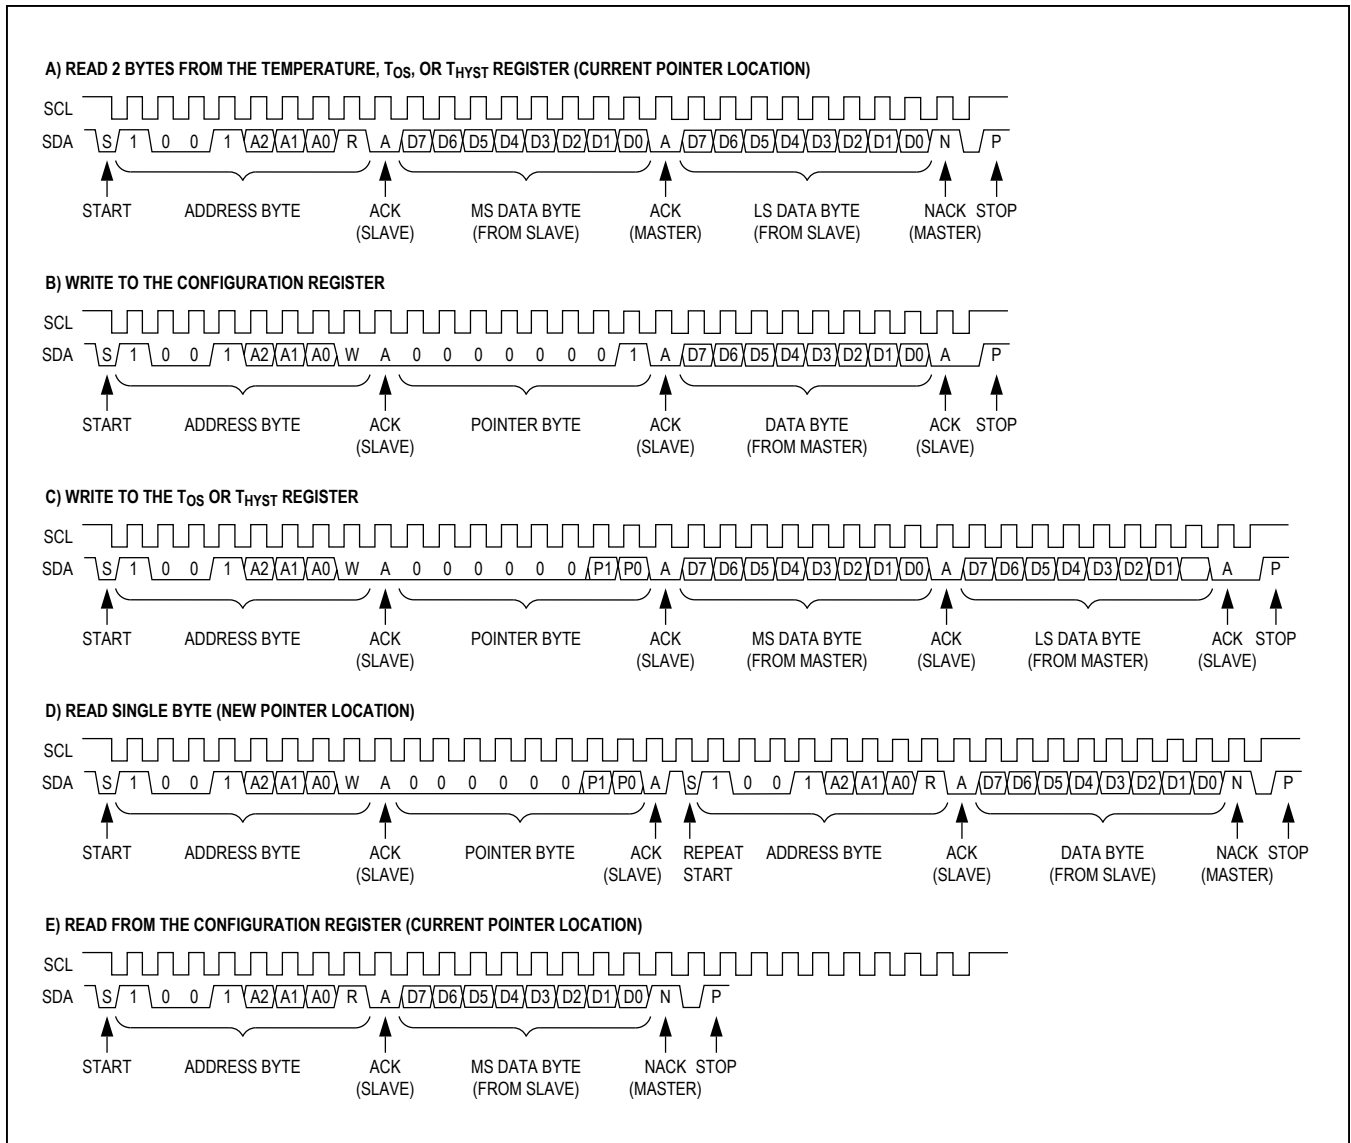 A) READ 2 BYTES FROM THE TEMPERATURE, TOS, OR THYST REGISTER (CURRENT POINTER LOCATION)
SCL
SDA S 1 0 0 1 A2 A1 A0 R A D7 D6 D5 D4 D3 D2 D1 D0 A D7 D6 D5 D4 D3 D2 D1 D0 N P
START ADDRESS BYTE ACK MS DATA BYTE ACK LS DATA BYTE NACK STOP
(SLAVE) (FROM SLAVE) (MASTER) (FROM SLAVE) (MASTER)
B) WRITE TO THE CONFIGURATION REGISTER
SCL
SDA S 1 0 0 1 A2 A1 A0 W A 0 0 0 0 0 0 0 1 A D7 D6 D5 D4 D3 D2 D1 D0 A P
START ADDRESS BYTE ACK POINTER BYTE ACK DATA BYTE ACK STOP
(SLAVE) (SLAVE) (FROM MASTER) (SLAVE)
C) WRITE TO THE TOS OR THYST REGISTER
SCL
SDA S 1 0 0 1 A2 A1 A0 W A 0 0 0 0 0 0 P1 P0 A D7 D6 D5 D4 D3 D2 D1 D0 A D7 D6 D5 D4 D3 D2 D1 A P
START ADDRESS BYTE ACK POINTER BYTE ACK MS DATA BYTE ACK LS DATA BYTE ACK STOP
(SLAVE) (SLAVE) (FROM MASTER) (SLAVE) (FROM MASTER) (SLAVE)
D) READ SINGLE BYTE (NEW POINTER LOCATION)
SCL
SDA S 1 0 0 1 A2 A1 A0 W A 0 0 0 0 0 0 P1 P0 A S 1 0 0 1 A2 A1 A0 R A D7 D6 D5 D4 D3 D2 D1 D0 N P
START ADDRESS BYTE ACK POINTER BYTE ACK REPEAT ADDRESS BYTE ACK DATA BYTE NACK STOP
(SLAVE) (SLAVE) START (SLAVE) (FROM SLAVE) (MASTER)
E) READ FROM THE CONFIGURATION REGISTER (CURRENT POINTER LOCATION)
SCL
SDA S 1 0 0 1 A2 A1 A0 R A D7 D6 D5 D4 D3 D2 D1 D0 N P
START ADDRESS BYTE ACK MS DATA BYTE NACK STOP
(SLAVE) (FROM SLAVE) (MASTER)